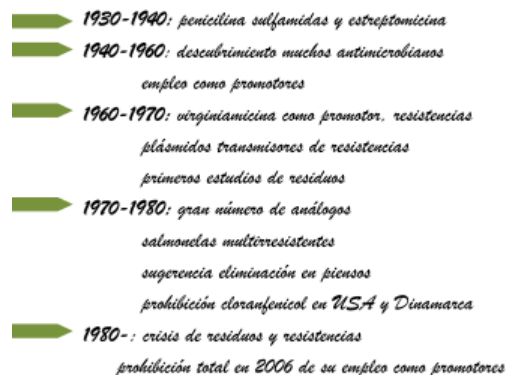 1930-1940: penicilina sulfamidas y estreptomicina
1940-1960: descubrimiento muchos antimicrobianos
empleo como promotores
1960-1970: virginiamicina como promotor, resistencias
plásmidos transmisores de resistencias
primeros estudios de residuos
1970-1980: gran número de análogos
salmonelas multirresistentes
sugerencia eliminación en piensos
prohibición cloranfenicol en USA y Dinamarca
1980-: crisis de residuos y resistencias
prohibición total en 2006 de su empleo como promotores